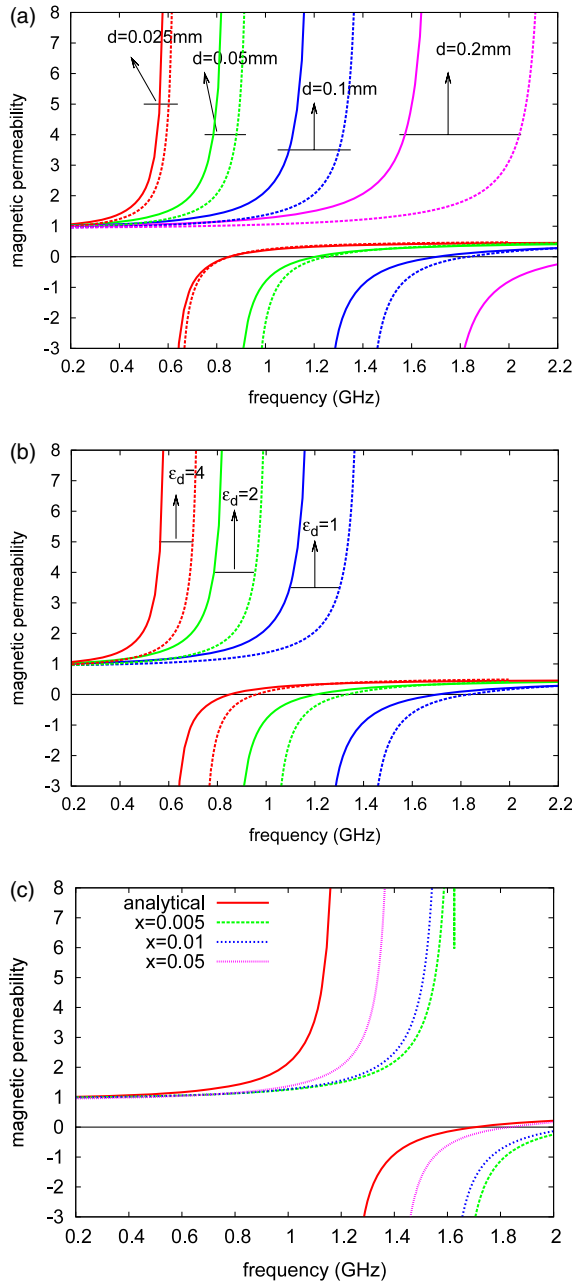 (a)
8
7
6
5
4
3
2
1
0
-1
-2
-3
magnetic permeability
d=0.025mm
d=0.05mm
d=0.1mm
d=0.2mm
0.2 0.4 0.6 0.8 1 1.2 1.4 1.6 1.8 2 2.2
frequency (GHz)
(b)
8
7
6
5
4
3
2
1
0
-1
-2
-3
magnetic permeability
εd=4
εd=2
εd=1
0.2 0.4 0.6 0.8 1 1.2 1.4 1.6 1.8 2 2.2
frequency (GHz)
(c)
8
7
6
5
4
3
2
1
0
-1
-2
-3
magnetic permeability
analytical
x=0.005
x=0.01
x=0.05
0.2 0.4 0.6 0.8 1 1.2 1.4 1.6 1.8 2
frequency (GHz)